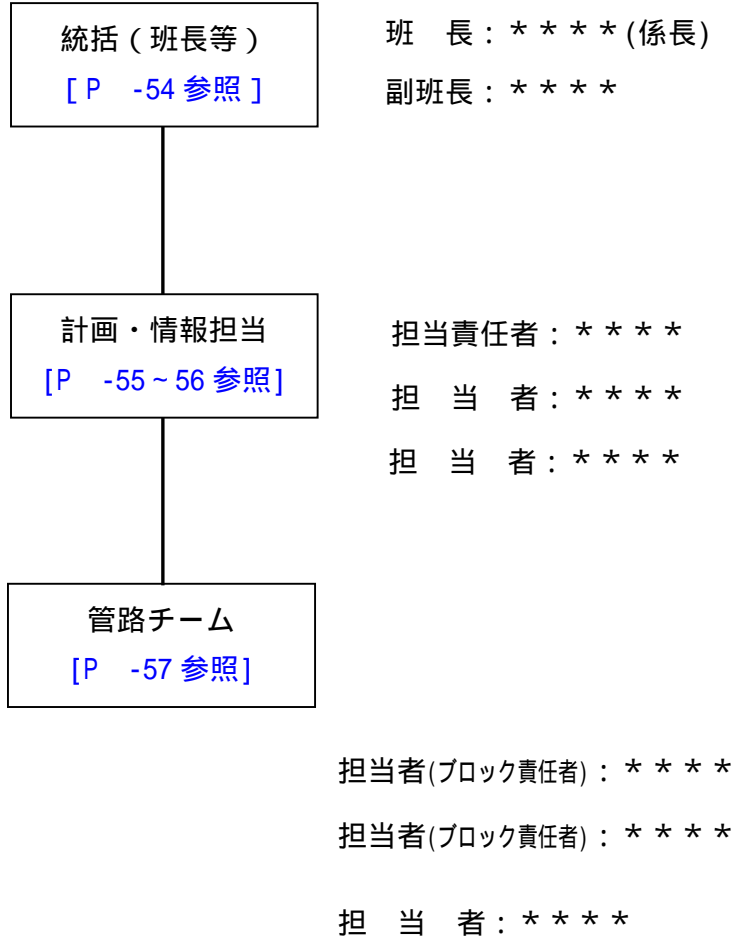 統括（班長等）
[P　-54 参照]
班　長：＊＊＊＊(係長)
副班長：＊＊＊＊
計画・情報担当
[P　-55～56 参照]
担当責任者：＊＊＊＊
担　当　者：＊＊＊＊
担　当　者：＊＊＊＊
管路チーム
[P　-57 参照]
担当者(ブロック責任者)：＊＊＊＊
担当者(ブロック責任者)：＊＊＊＊
担　当　者：＊＊＊＊